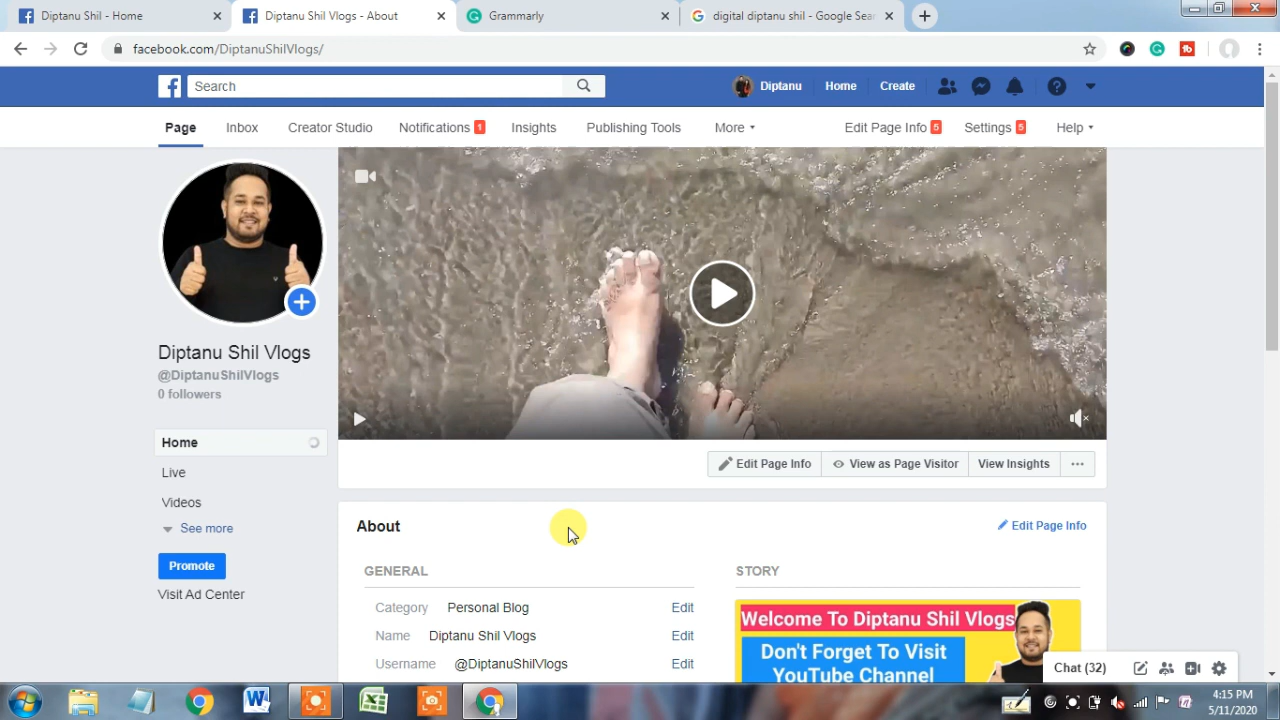 Diptanu Shil - Home
Diptanu Shil Vlogs - About
Grammarly
digital diptanu shil - Google Sear
facebook.com/DiptanuShilVlogs/
Search
Diptanu
Home
Create
Page
Inbox
Creator Studio
Notifications 1
Insights
Publishing Tools
More
Edit Page Info 5
Settings 5
Help
Diptanu Shil Vlogs
@DiptanuShilVlogs
0 followers
Home
Live
Videos
See more
Promote
Visit Ad Center
Edit Page Info
View as Page Visitor
View Insights
About
Edit Page Info
GENERAL
Category Personal Blog Edit
Name Diptanu Shil Vlogs Edit
Username @DiptanuShilVlogs Edit
STORY
Welcome To Diptanu Shil Vlogs
Don't Forget To Visit
YouTube Channel
Chat (32)
4:15 PM
5/11/2020